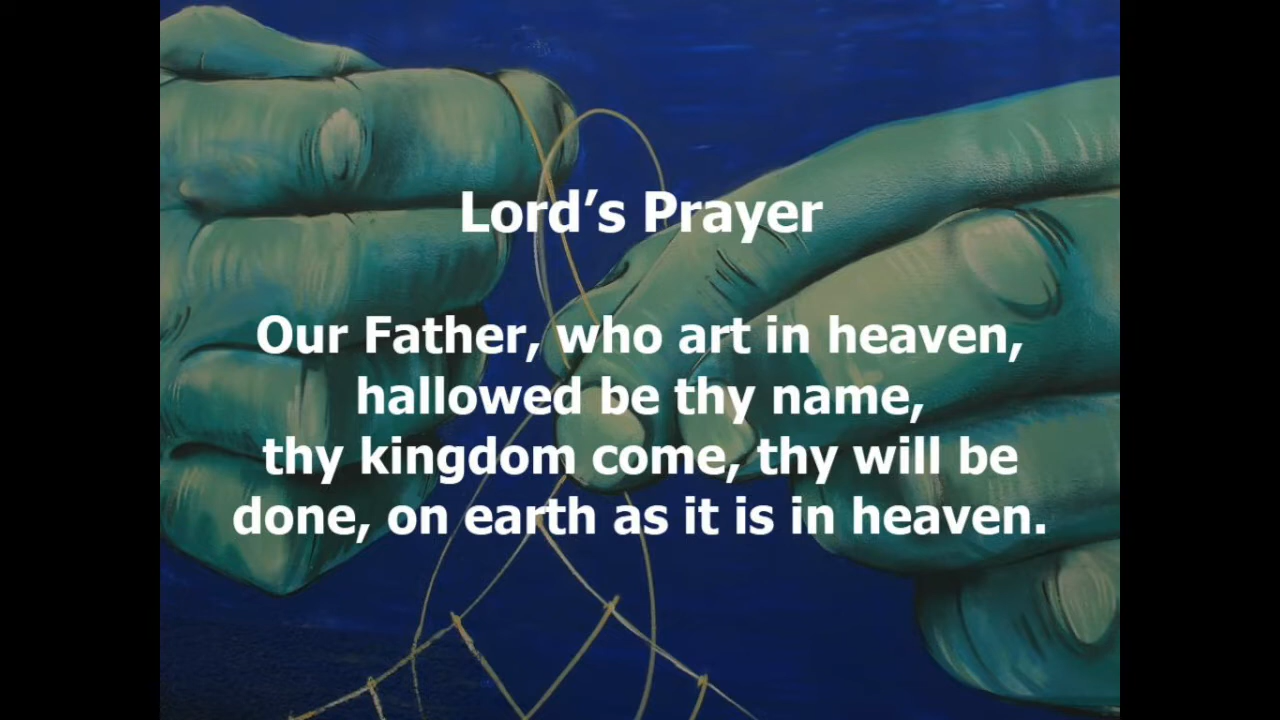 Lord’s Prayer
Our Father, who art in heaven,
hallowed be thy name,
thy kingdom come, thy will be
done, on earth as it is in heaven.